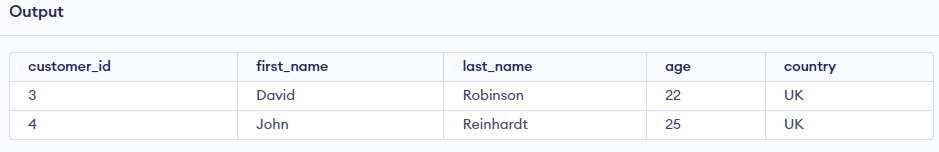 Output
customer_id first_name last_name age country
3 David Robinson 22 UK
4 John Reinhardt 25 UK